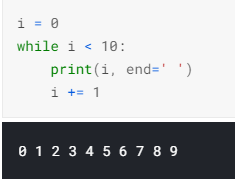 i = 0
while i < 10:
    print(i, end=' ')
    i += 1
0 1 2 3 4 5 6 7 8 9